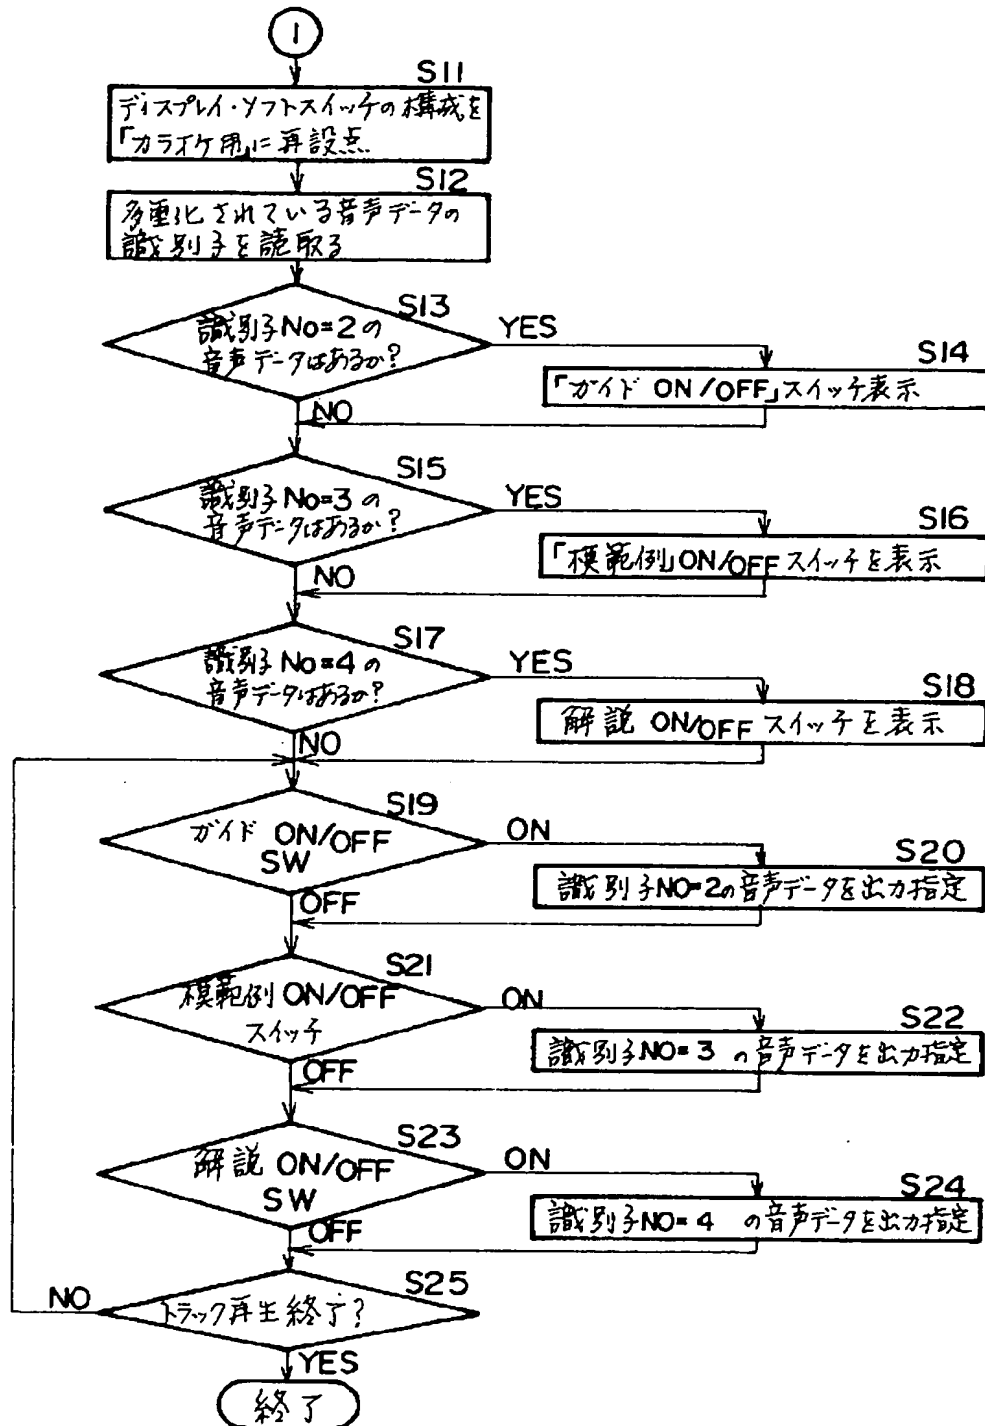 1
S11
ディスプレイ・ソフトスイッチの構成を
「カラオケ用」に再設点
S12
多重化されている音声データの
識別子を読取る
S13
識別子No=2の
音声データはあるか?
YES
S14
「ガイド ON/OFF」スイッチ表示
NO
S15
識別子No=3の
音声データはあるか?
YES
S16
「模範例」ON/OFFスイッチを表示
NO
S17
識別子No=4の
音声データはあるか?
YES
S18
解説 ON/OFF スイッチを表示
NO
S19
ガイド ON/OFF
SW
ON
S20
識別子NO=2の音声データを出力指定
OFF
S21
模範例 ON/OFF
スイッチ
ON
S22
識別子NO=3 の音声データを出力指定
OFF
S23
解説 ON/OFF
SW
ON
S24
識別子NO=4 の音声データを出力指定
OFF
S25
NO
トラック再生終了?
YES
終了